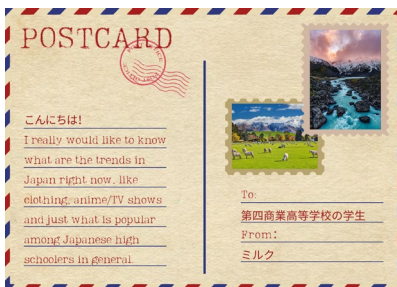 POSTCARD
こんにちは!
I really would like to know
what are the trends in
Japan right now, like
clothing, anime/TV shows
and just what is popular
among Japanese high
schoolers in general.
To:
第四商業高等学校の学生
From:
ミルク